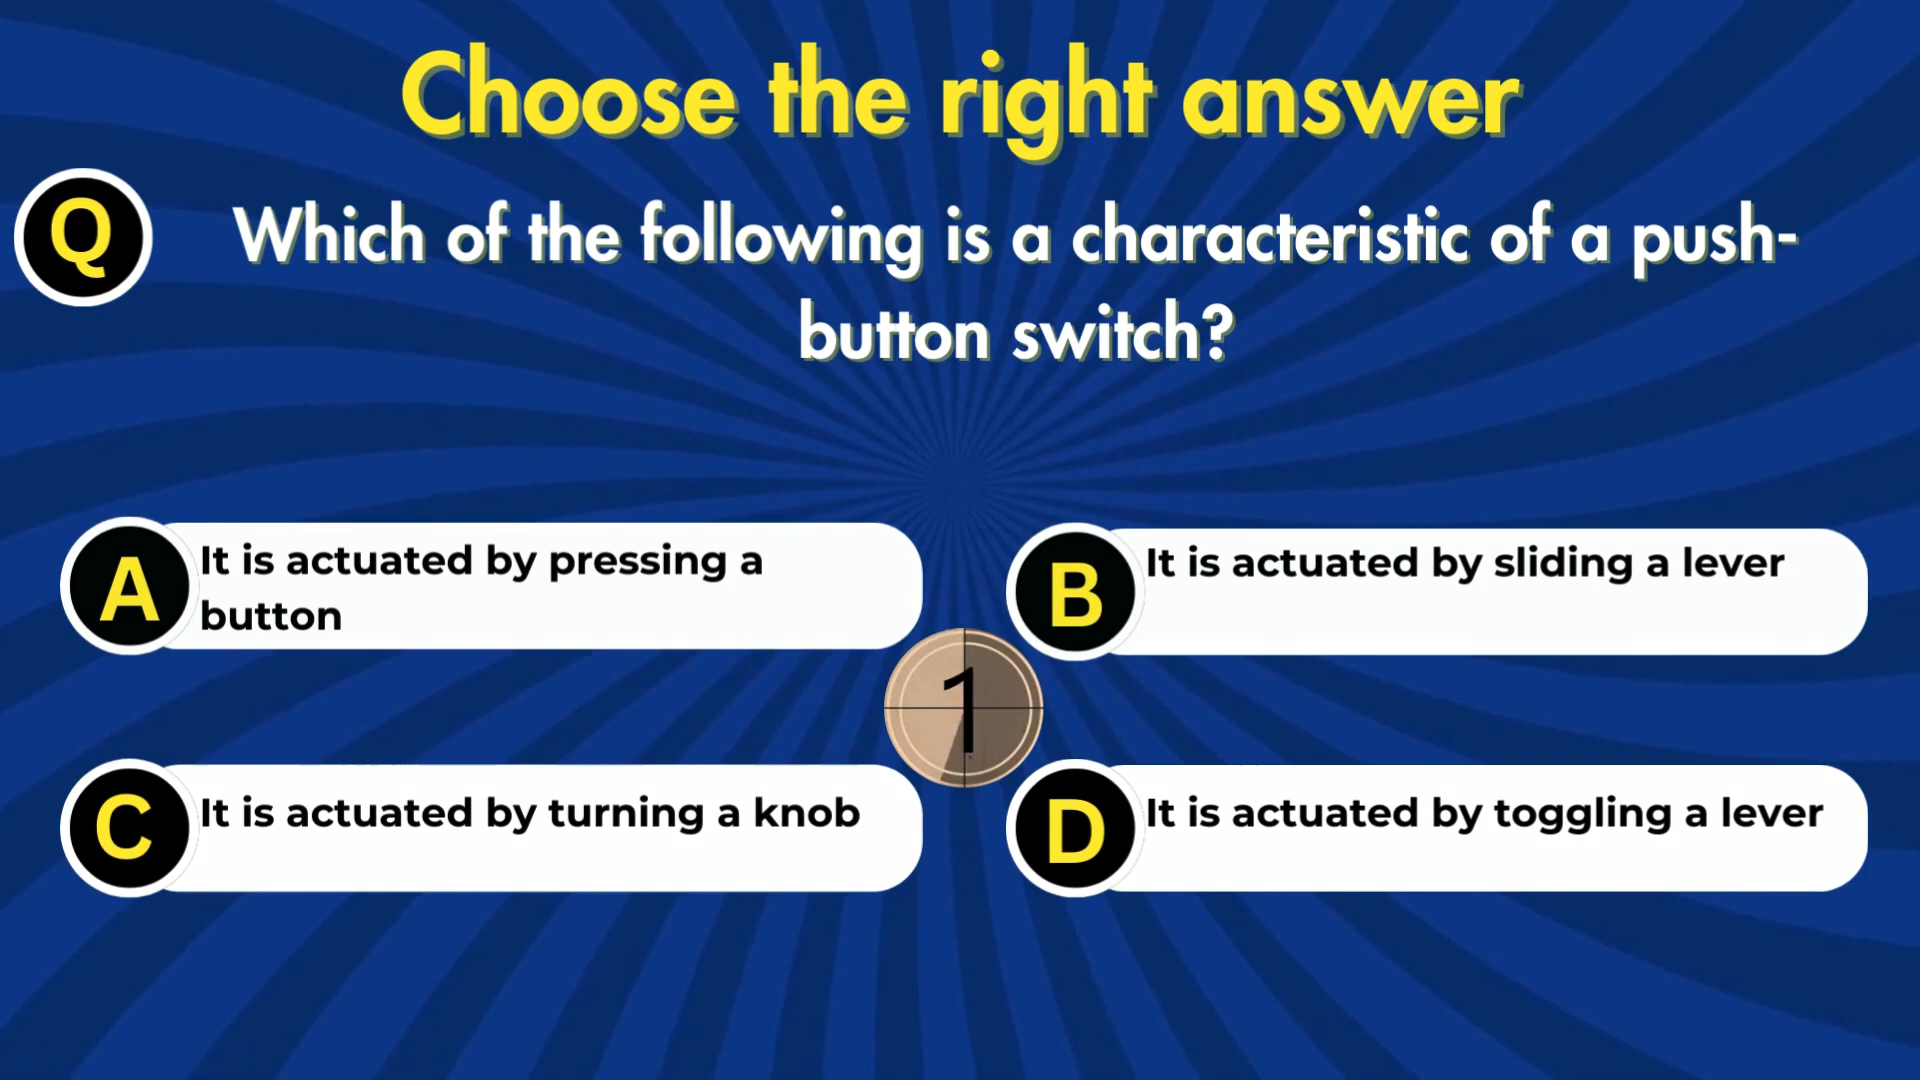 Choose the right answer
Q
Which of the following is a characteristic of a push-
button switch?
A
It is actuated by pressing a
button
B
It is actuated by sliding a lever
1
C
It is actuated by turning a knob
D
It is actuated by toggling a lever